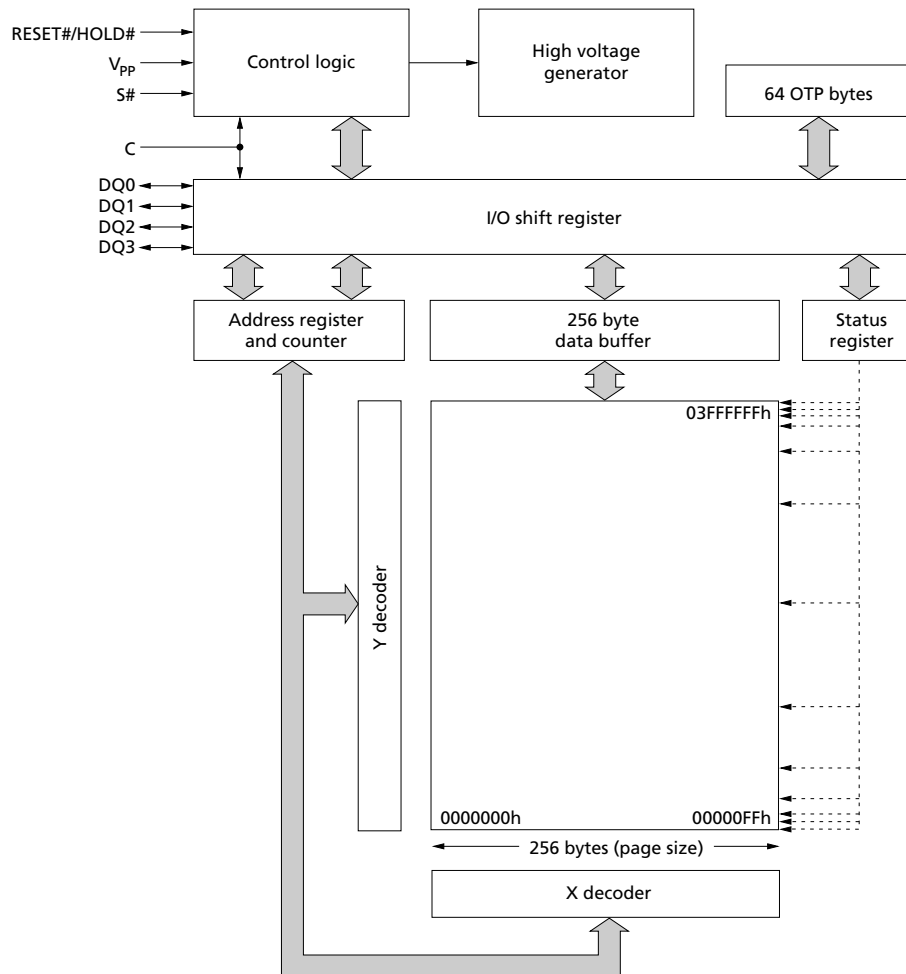 RESET#/HOLD#
VPP
S#
Control logic
High voltage
generator
64 OTP bytes
C
DQ0
DQ1
DQ2
DQ3
I/O shift register
Address register
and counter
256 byte
data buffer
Status
register
03FFFFFFh
Y decoder
0000000h
00000FFh
256 bytes (page size)
X decoder